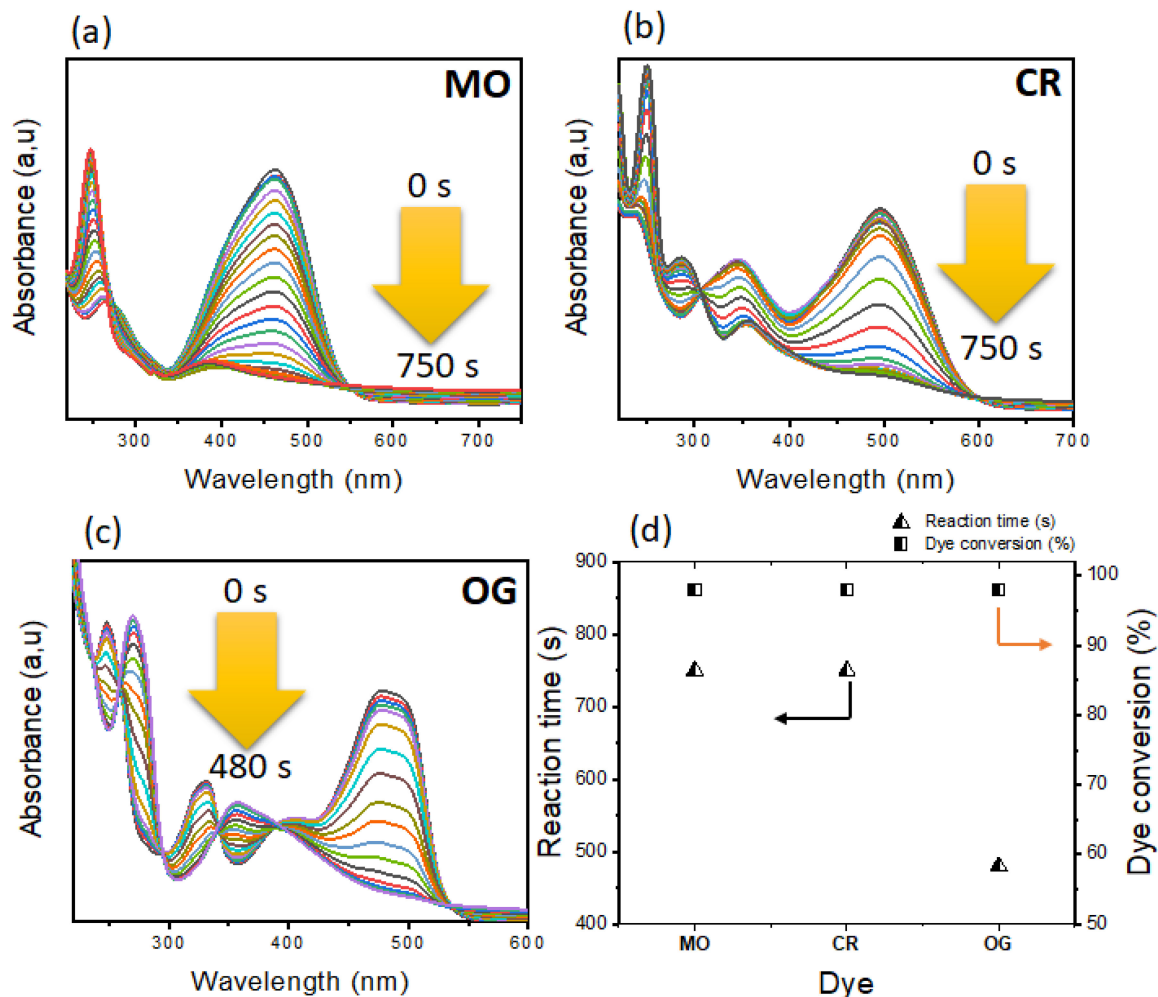 (a)
MO
0 s
750 s
Absorbance (a,u)
300 400 500 600 700
Wavelength (nm)
(b)
CR
0 s
750 s
Absorbance (a,u)
300 400 500 600 700
Wavelength (nm)
(c)
OG
0 s
480 s
Absorbance (a,u)
300 400 500 600
Wavelength (nm)
(d)
Reaction time (s)
Dye conversion (%)
900
800
700
600
500
400
Reaction time (s)
100
90
80
70
60
50
Dye conversion (%)
MO CR OG
Dye